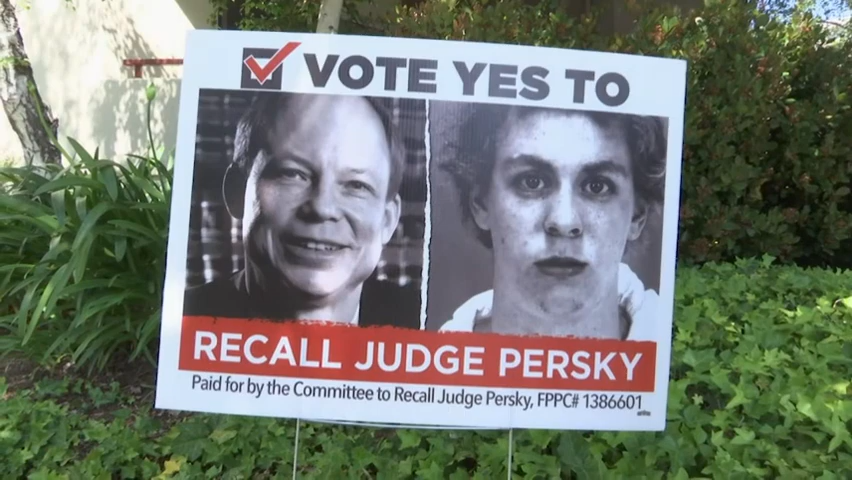 VOTE YES TO
RECALL JUDGE PERSKY
Paid for by the Committee to Recall Judge Persky, FPPC# 1386601